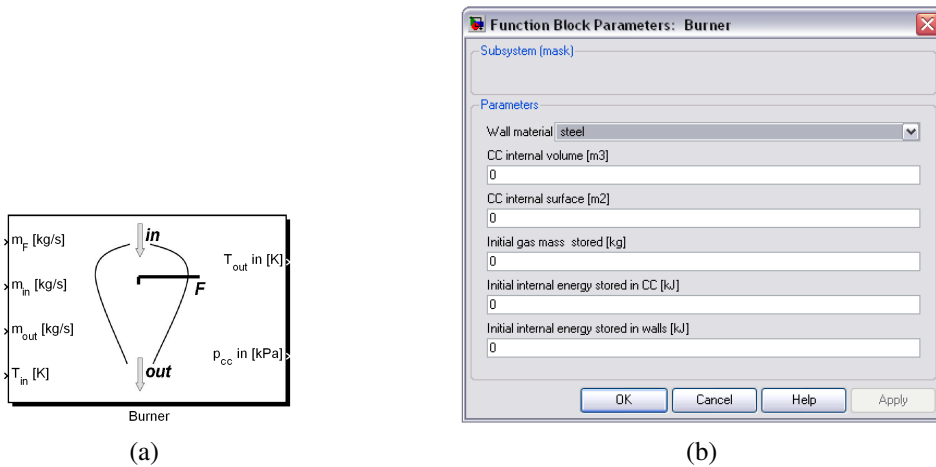 in
m_F [kg/s]
T_out in [K]
m_in [kg/s]
F
m_out [kg/s]
p_cc in [kPa]
T_in [K]
out
Burner
(a)
Function Block Parameters: Burner
Subsystem (mask)
Parameters
Wall material steel
CC internal volume [m3]
0
CC internal surface [m2]
0
Initial gas mass stored [kg]
0
Initial internal energy stored in CC [kJ]
0
Initial internal energy stored in walls [kJ]
0
OK Cancel Help Apply
(b)